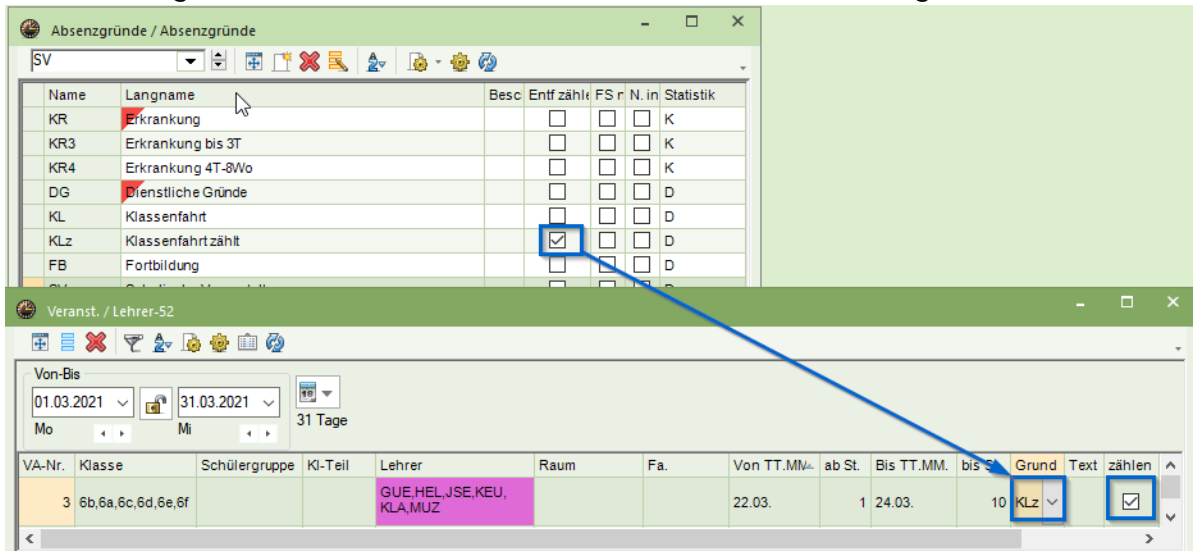 Absenzgründe / Absenzgründe
SV
Name Langname Besc Entf zähle FS r N. in Statistik
KR Erkrankung K
KR3 Erkrankung bis 3T K
KR4 Erkrankung 4T-8Wo K
DG Dienstliche Gründe D
KL Klassenfahrt D
KLz Klassenfahrt zählt D
FB Fortbildung D
Veranst. / Lehrer-52
Von-Bis
01.03.2021 31.03.2021 18
31 Tage
Mo Mi
VA-Nr. Klasse Schülergruppe Kl-Teil Lehrer Raum Fa. Von TT.MM. ab St. Bis TT.MM. bis Grund Text zählen
GUE,HEL,JSE,KEU,
3 6b,6a,6c,6d,6e,6f KLA,MUZ 22.03. 1 24.03. 10 KLz